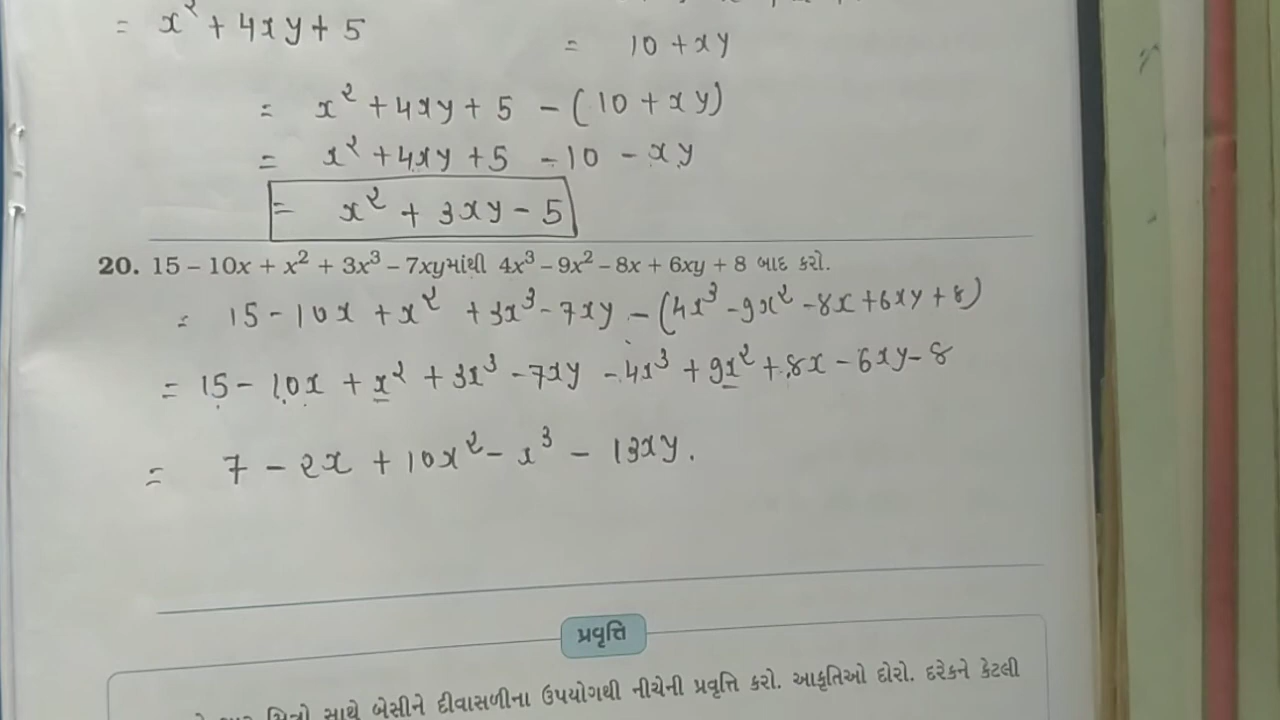 = x² + 4xy + 5
= 10 + xy
= x² + 4xy + 5 - (10 + xy)
= x² + 4xy + 5 - 10 - xy
= x² + 3xy - 5
20. 15 – 10x + x² + 3x³ – 7xyમાંથી 4x³ – 9x² – 8x + 6xy + 8 બાદ કરો.
= 15 - 10x + x² + 3x³ - 7xy - (4x³ - 9x² - 8x + 6xy + 8)
= 15 - 10x + x² + 3x³ - 7xy - 4x³ + 9x² + 8x - 6xy - 8
= 7 - 2x + 10x² - x³ - 13xy.
પ્રવૃત્તિ
સાથે બેસીને દીવાસળીના ઉપયોગથી નીચેની પ્રવૃત્તિ કરો. આકૃતિઓ દોરો. દરેકને કેટલી